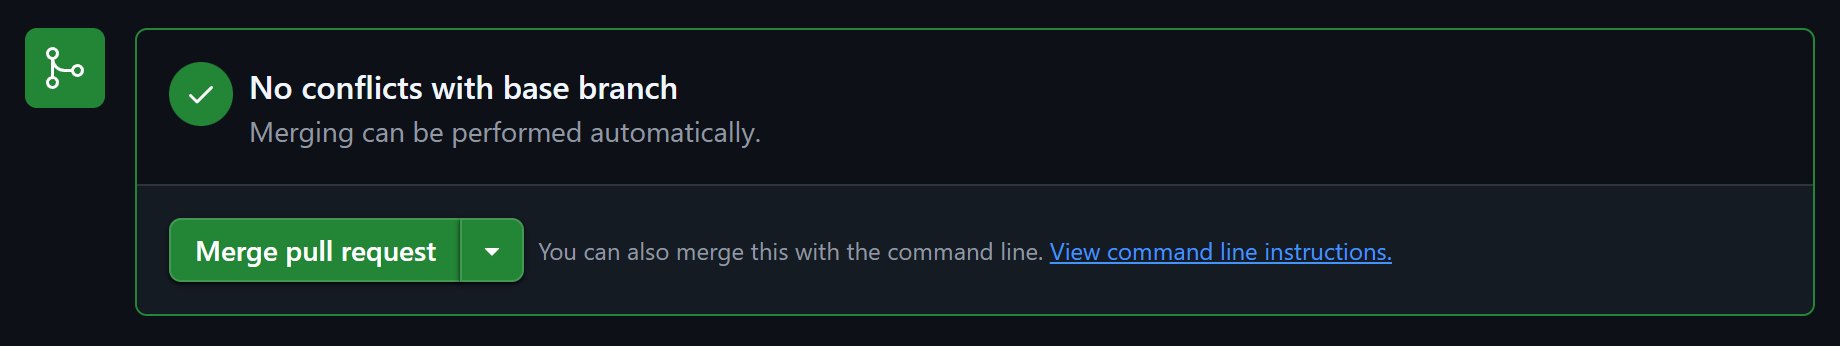 No conflicts with base branch
Merging can be performed automatically.
Merge pull request
You can also merge this with the command line. View command line instructions.